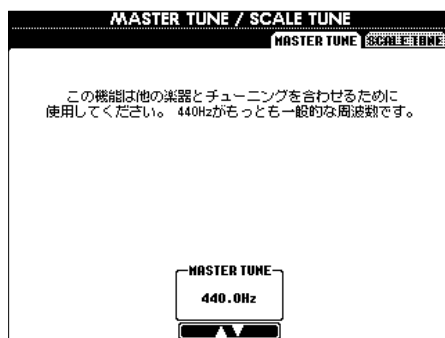 MASTER TUNE / SCALE TUNE
MASTER TUNE SCALE TUNE
この機能は他の楽器とチューニングを合わせるために
使用してください。 440Hzがもっとも一般的な周波数です。
MASTER TUNE
440.0Hz